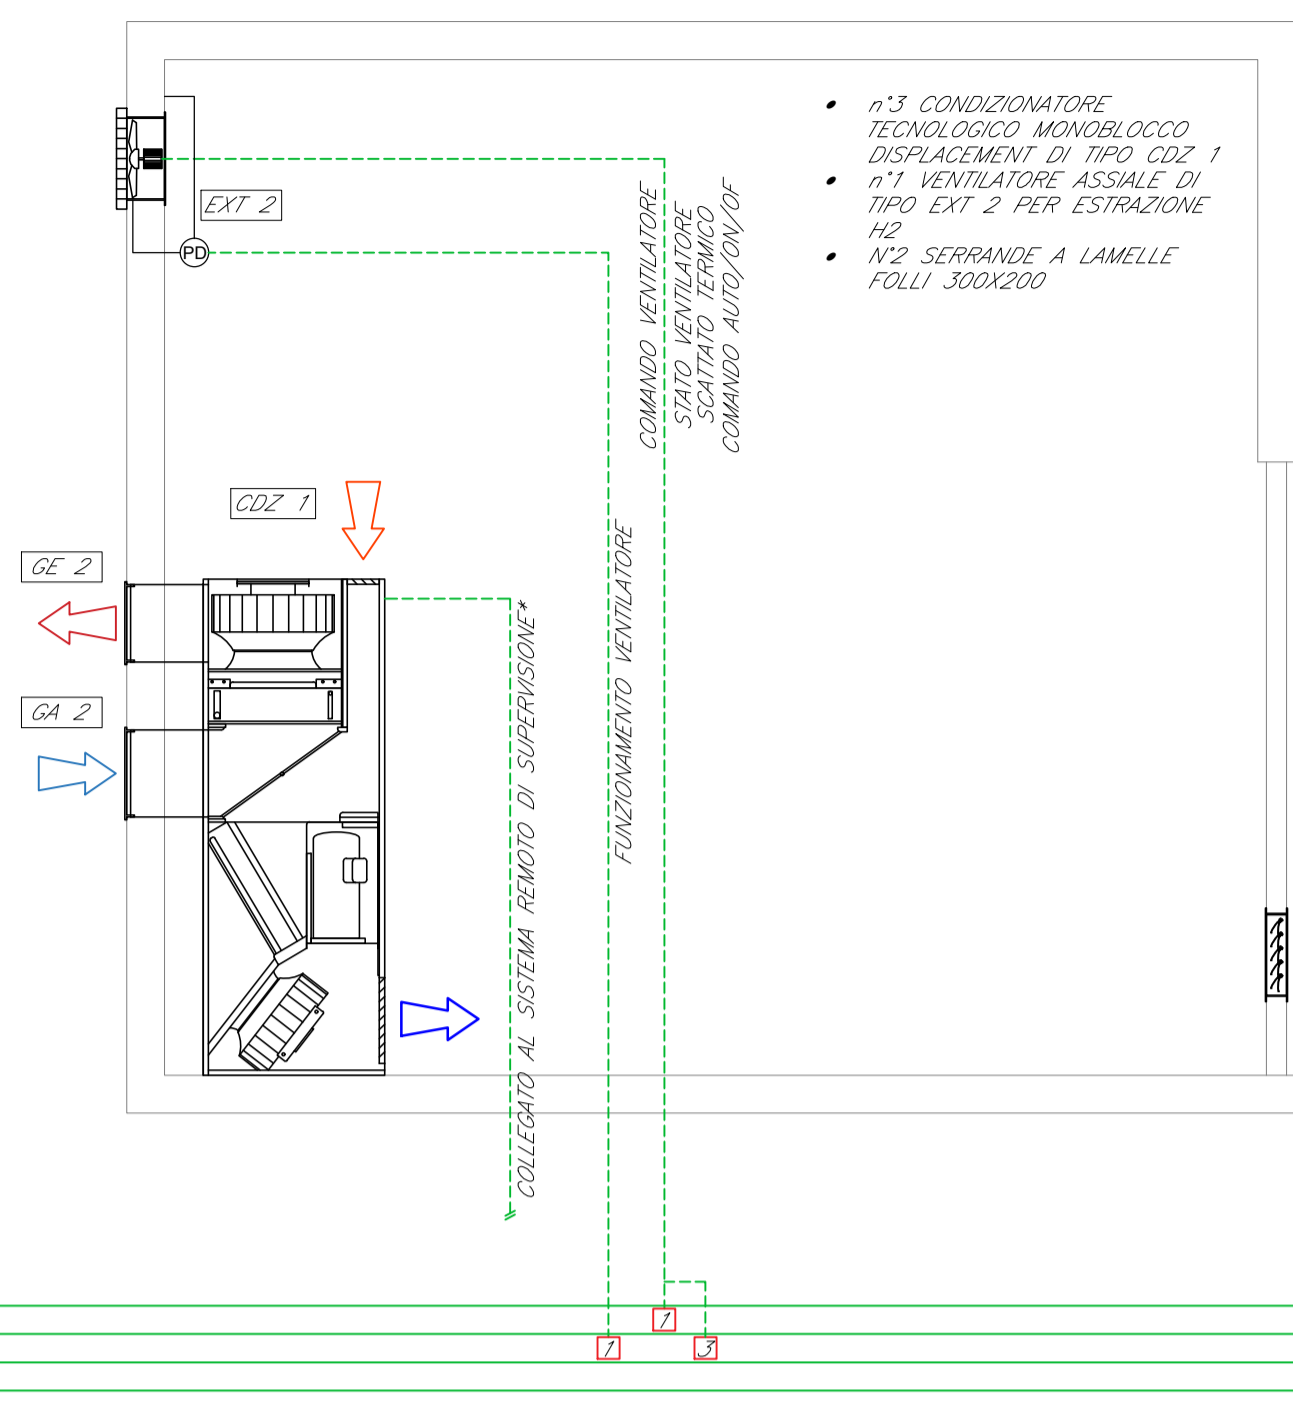 • n°3 CONDIZIONATORE
TECNOLOGICO MONOBLOCCO
DISPLACEMENT DI TIPO CDZ 1
• n°1 VENTILATORE ASSIALE DI
TIPO EXT 2 PER ESTRAZIONE
H2
• N°2 SERRANDE A LAMELLE
FOLLI 300X200
EXT 2
PD
COMANDO VENTILATORE
STATO VENTILATORE
SCATTATO TERMICO
COMANDO AUTO/ON/OF
CDZ 1
GE 2
GA 2
COLLEGATO AL SISTEMA REMOTO DI SUPERVISIONE*
FUNZIONAMENTO VENTILATORE
1
1
3